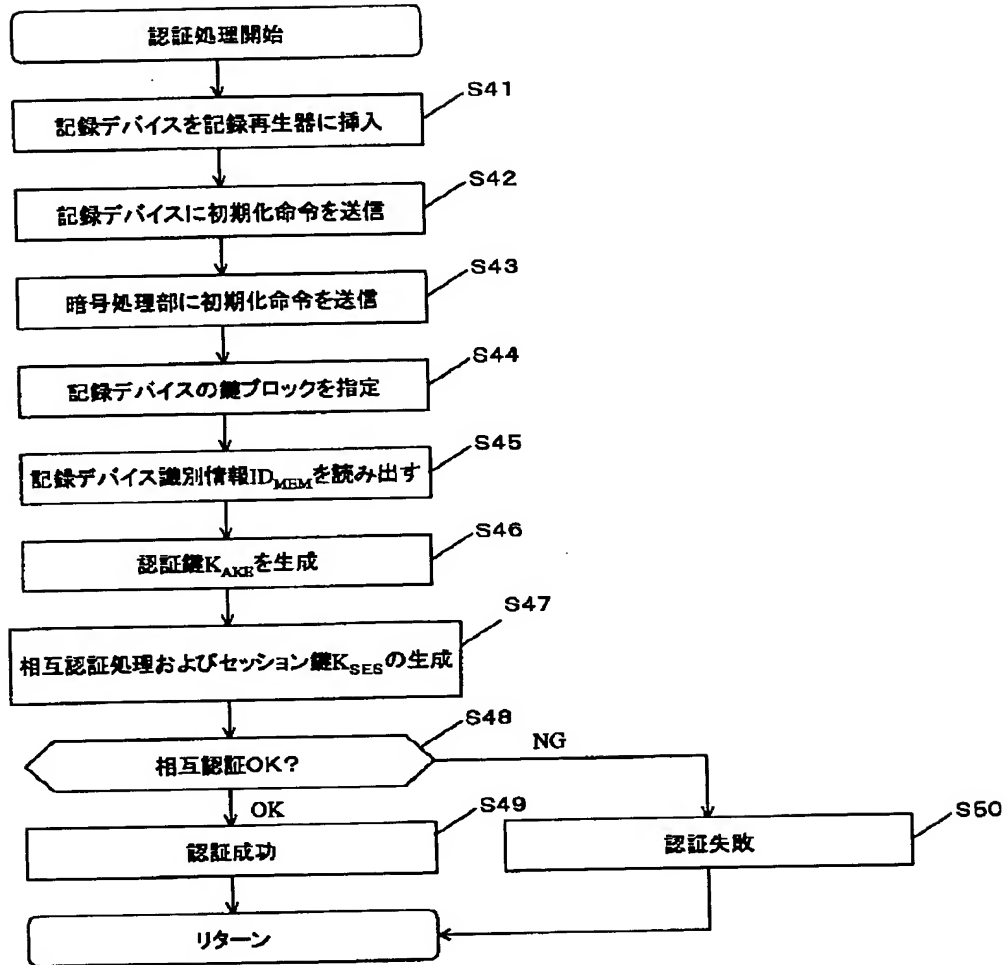 認証処理開始
S41
記録デバイスを記録再生器に挿入
S42
記録デバイスに初期化命令を送信
S43
暗号処理部に初期化命令を送信
S44
記録デバイスの鍵ブロックを指定
S45
記録デバイス識別情報IDMEMを読み出す
S46
認証鍵KAKEを生成
S47
相互認証処理およびセッション鍵KSESの生成
S48
相互認証OK?
NG
OK
S49
認証成功
S50
認証失敗
リターン